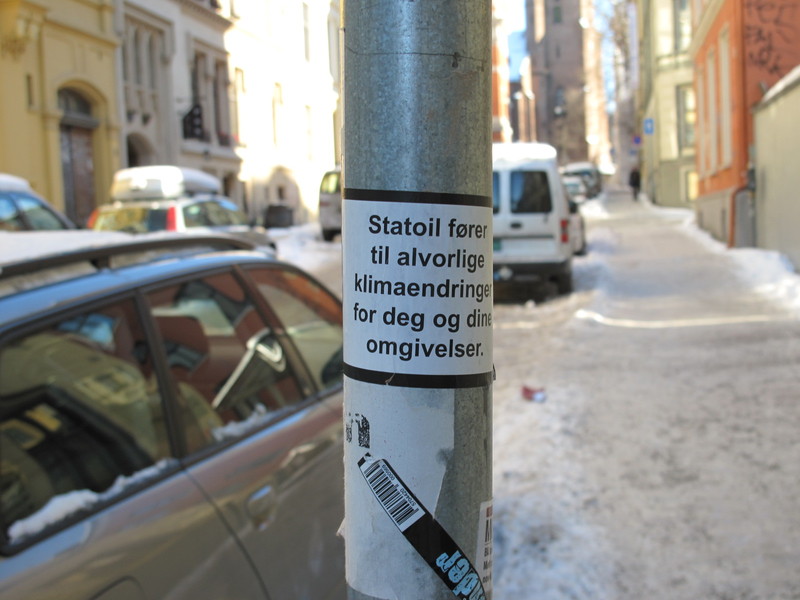 Statoil fører
til alvorlige
klimaendringer
for deg og dine
omgivelser.